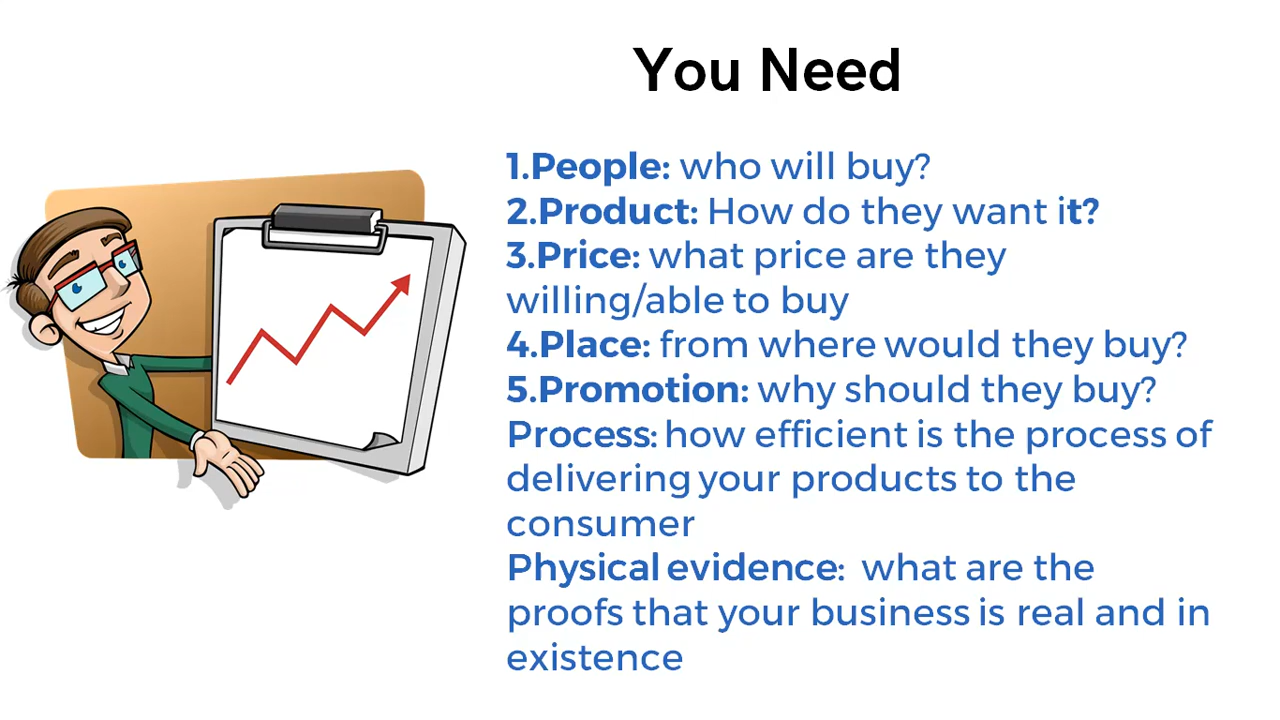 You Need
1.People: who will buy?
2.Product: How do they want it?
3.Price: what price are they
willing/able to buy
4.Place: from where would they buy?
5.Promotion: why should they buy?
Process: how efficient is the process of
delivering your products to the
consumer
Physical evidence:  what are the
proofs that your business is real and in
existence